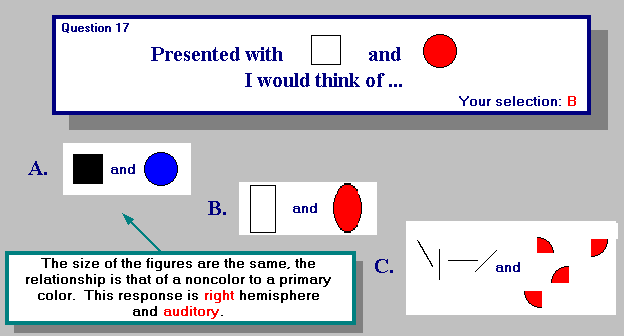 Question 17
Presented with and
I would think of ...
Your selection: B
A. and
B. and
C. and
The size of the figures are the same, the
relationship is that of a noncolor to a primary
color. This response is right hemisphere
and auditory.